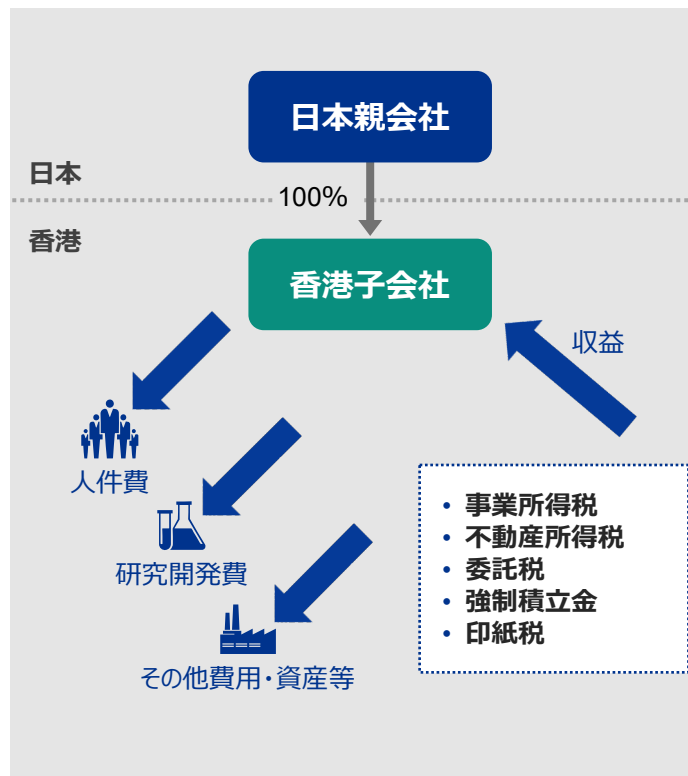 日本親会社
日本
100%
香港
香港子会社
収益
人件費
研究開発費
その他費用・資産等
• 事業所得税
• 不動産所得税
• 委託税
• 強制積立金
• 印紙税